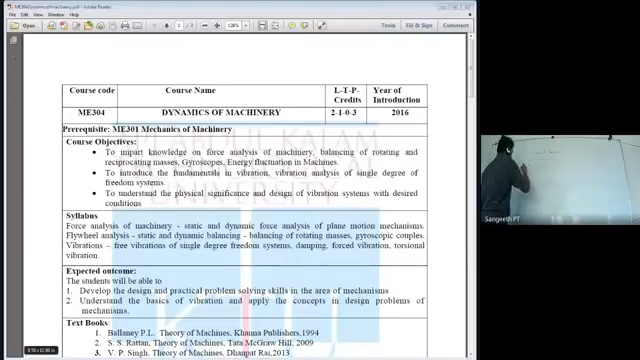 ME304Dynamicsofmachinery.pdf - Adobe Reader
File Edit View Window Help
Open
1
/ 3
Tools
Fill & Sign
Comment
Course code
Course Name
L-T-P-
Credits
Year of
Introduction
ME304
DYNAMICS OF MACHINERY
2-1-0-3
2016
Prerequisite: ME301 Mechanics of Machinery
Course Objectives:
• To impart knowledge on force analysis of machinery, balancing of rotating and
reciprocating masses, Gyroscopes, Energy fluctuation in Machines.
• To introduce the fundamentals in vibration, vibration analysis of single degree of
freedom systems.
• To understand the physical significance and design of vibration systems with desired
conditions
Syllabus
Force analysis of machinery - static and dynamic force analysis of plane motion mechanisms.
Flywheel analysis - static and dynamic balancing - balancing of rotating masses, gyroscopic couples.
Vibrations – free vibrations of single degree freedom systems, damping, forced vibration, torsional
vibration.
Expected outcome:
The students will be able to
1. Develop the design and practical problem solving skills in the area of mechanisms
2. Understand the basics of vibration and apply the concepts in design problems of
mechanisms.
Text Books:
1. Ballaney P.L. Theory of Machines, Khanna Publishers,1994
2. S. S. Rattan, Theory of Machines, Tata McGraw Hill, 2009
3. V. P. Singh, Theory of Machines, Dhanpat Rai,2013
Sangeeth PT
UNIVERSITY